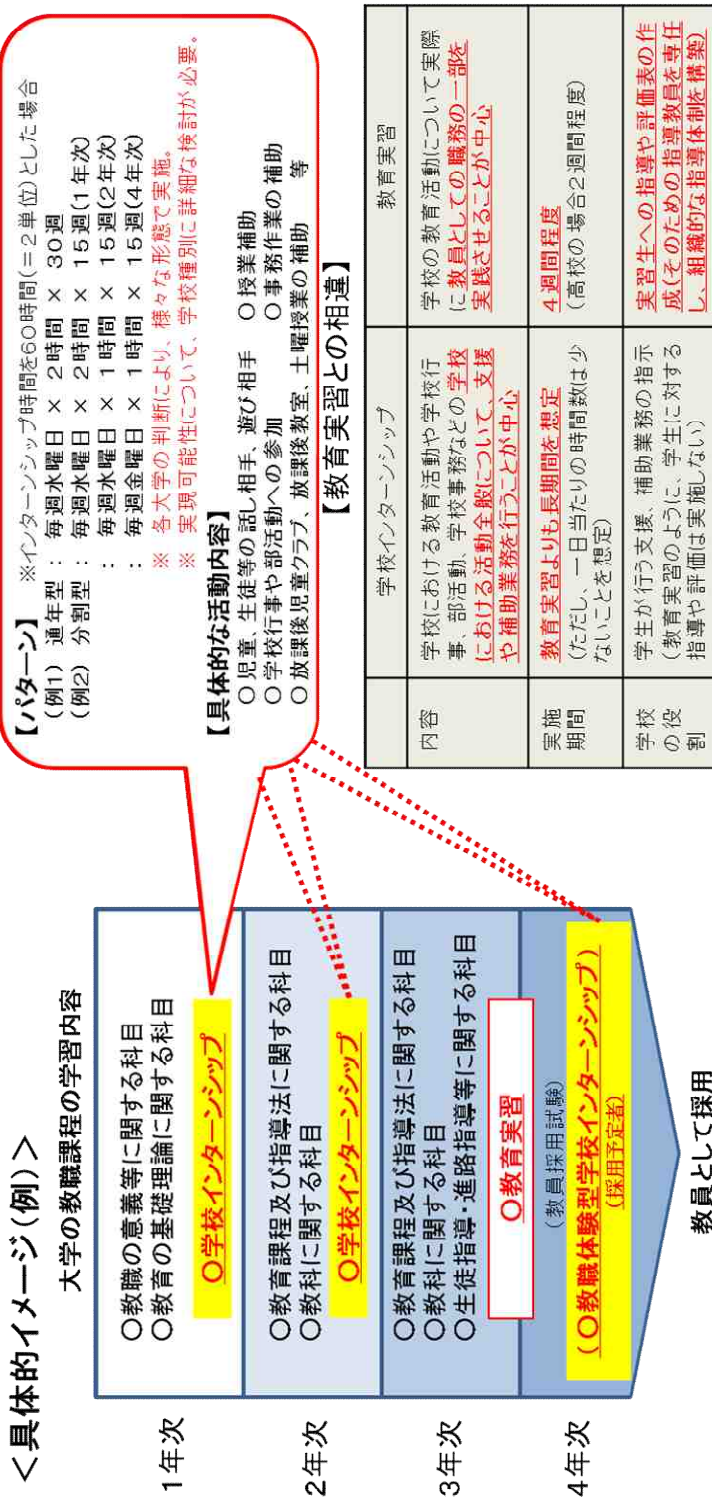 ＜具体的イメージ(例)＞
大学の教職課程の学習内容
1年次
○教職の意義等に関する科目
○教育の基礎理論に関する科目
○学校インターンシップ
2年次
○教育課程及び指導法に関する科目
○教科に関する科目
○学校インターンシップ
3年次
○教育課程及び指導法に関する科目
○教科に関する科目
○生徒指導・進路指導等に関する科目
○教育実習
4年次
(教員採用試験)
(○教職体験型学校インターンシップ)
(採用予定者)
教員として採用
【パターン】 ※インターンシップ時間を60時間(=2単位)とした場合
(例1) 通年型 : 毎週水曜日 × 2時間 × 30週
(例2) 分割型 : 毎週水曜日 × 2時間 × 15週(1年次)
: 毎週水曜日 × 1時間 × 15週(2年次)
: 毎週金曜日 × 1時間 × 15週(4年次)
※ 各大学の判断により、様々な形態で実施。
※ 実現可能性について、学校種別に詳細な検討が必要。
【具体的な活動内容】
○児童、生徒等の話し相手、遊び相手 ○授業補助
○学校行事や部活動への参加 ○事務作業の補助
○放課後児童クラブ、放課後教室、土曜授業の補助 等
【教育実習との相違】
学校インターンシップ 教育実習
内容
学校における教育活動や学校行
事、部活動、学校事務などの学校
における活動全般について、支援
や補助業務を行うことが中心
学校の教育活動について実際
に教員としての職務の一部を
実践させることが中心
実施
期間
教育実習よりも長期間を想定
(ただし、一日当たりの時間数は少
ないことを想定)
4週間程度
(高校の場合2週間程度)
学校
の役
割
学生が行う支援、補助業務の指示
(教育実習のように、学生に対する
指導や評価は実施しない)
実習生への指導や評価表の作
成(そのための指導教員を専任
し、組織的な指導体制を構築)